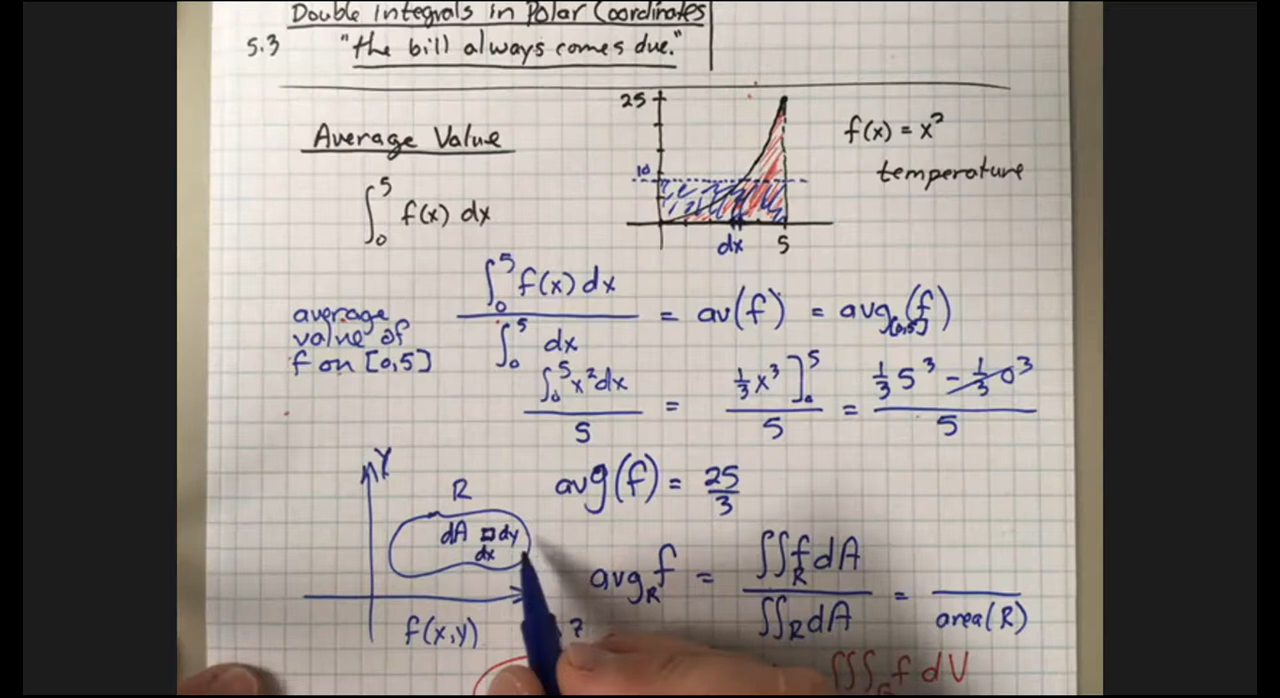 Double Integrals in Polar Coordinates
5.3 "the bill always comes due."
Average Value
25
10
dx 5
f(x) = x²
temperature
∫₀⁵ f(x) dx
average
value of
f on [0,5]
∫₀⁵ f(x) dx / ∫₀⁵ dx = av(f) = avg[0,5](f)
∫₀⁵ x² dx / 5 = ⅓x³]₀⁵ / 5 = ⅓5³ - ⅓0³ / 5
Y
R
dA dy
dx
f(x,y)
avg(f) = 25/3
avg_R f = ∬_R f dA / ∬_R dA = / area(R)
?
∭ f dV